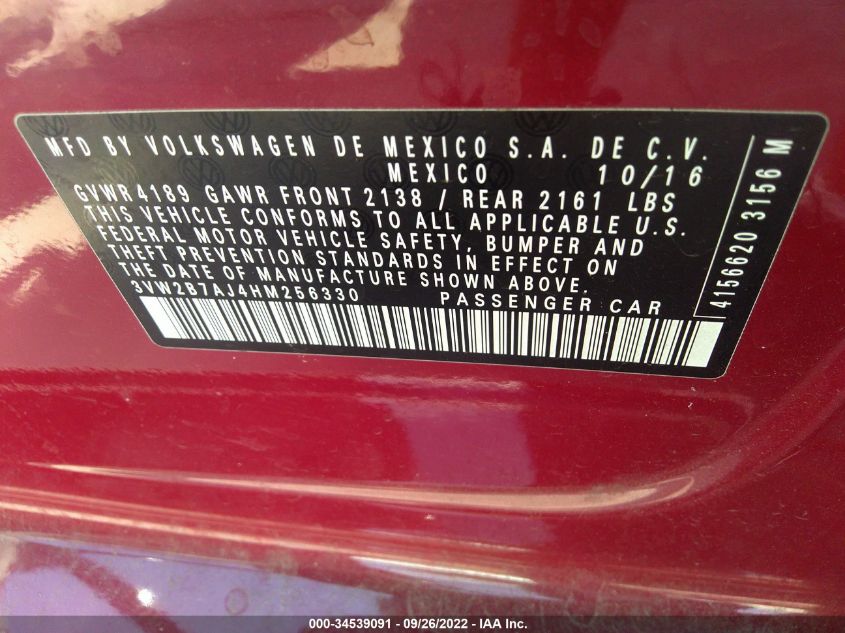 MFD BY VOLKSWAGEN DE MEXICO S.A. DE C.V.
MEXICO 10/16
GVWR 4189 GAWR FRONT 2138 / REAR 2161 LBS
THIS VEHICLE CONFORMS TO ALL APPLICABLE U.S.
FEDERAL MOTOR VEHICLE SAFETY, BUMPER AND
THEFT PREVENTION STANDARDS IN EFFECT ON
THE DATE OF MANUFACTURE SHOWN ABOVE.
3VW2B7AJ4HM256330 PASSENGER CAR
4156620 3156 M
000-34539091 - 09/26/2022 - IAA Inc.